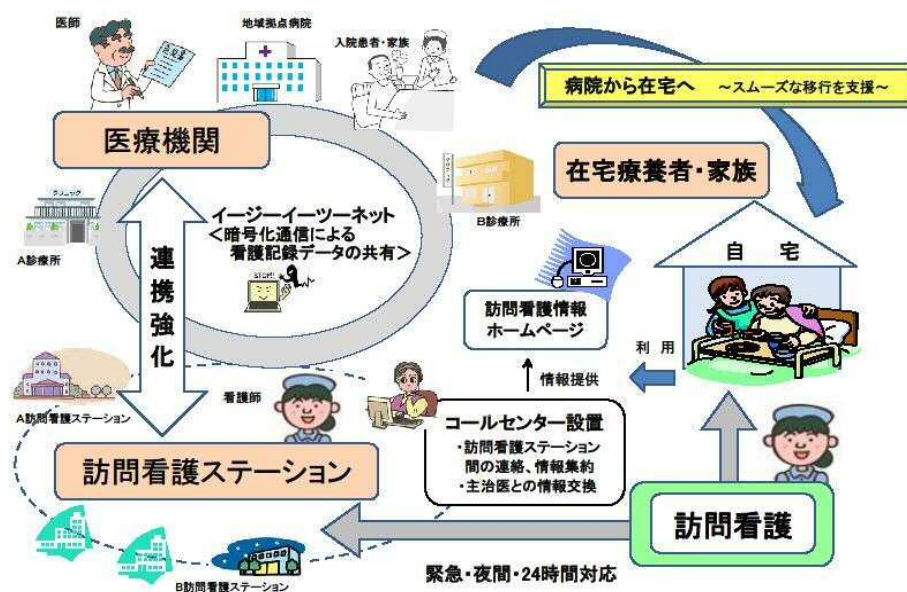 医師
地域拠点病院
入院患者・家族
病院から在宅へ ～スムーズな移行を支援～
医療機関
在宅療養者・家族
クリニック
A診療所
B診療所
イージーイーツーネット
＜暗号化通信による
看護記録データの共有＞
STOP!
連携強化
自宅
訪問看護情報
ホームページ
利用
情報提供
A訪問看護ステーション
看護師
コールセンター設置
・訪問看護ステーション
間の連絡、情報集約
・主治医との情報交換
訪問看護ステーション
訪問看護
B訪問看護ステーション
緊急・夜間・24時間対応